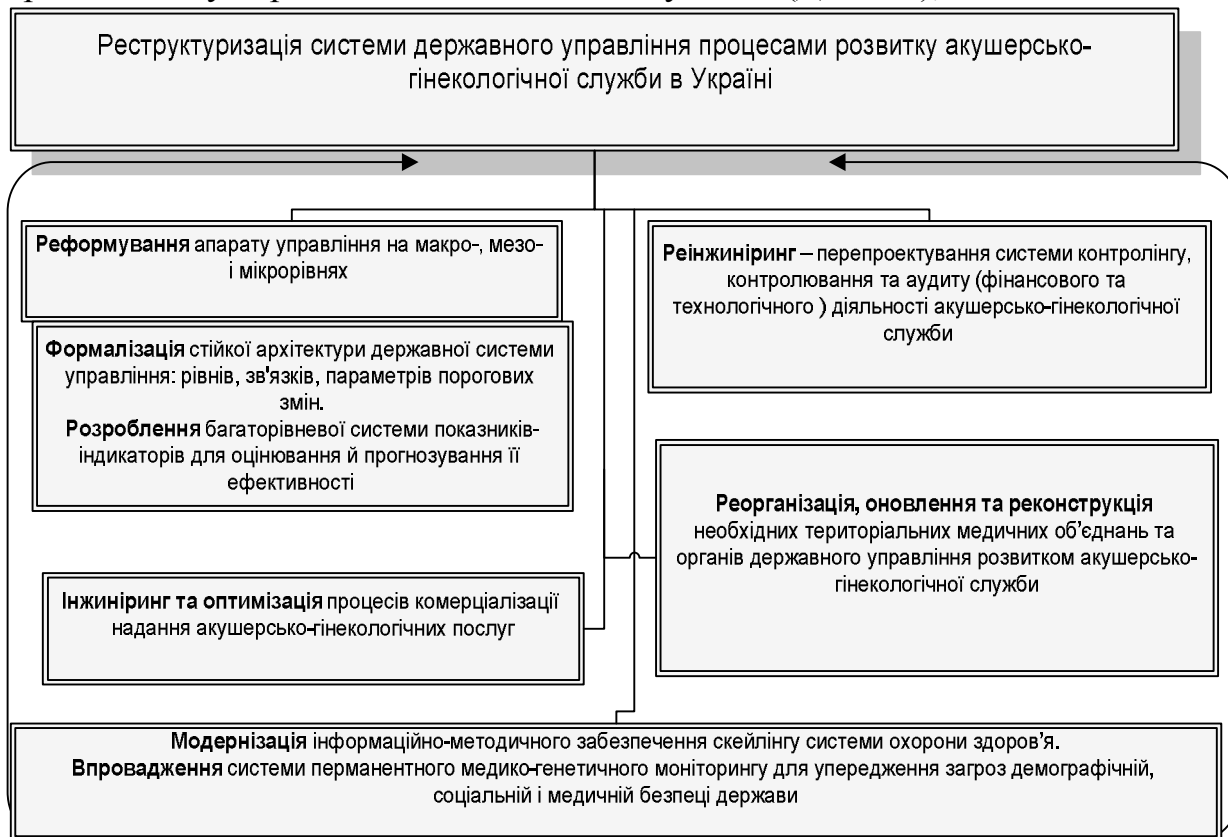 Реструктуризація системи державного управління процесами розвитку акушерсько-
гінекологічної служби в Україні
Реформування апарату управління на макро-, мезо-
і мікрорівнях
Формалізація стійкої архітектури державної системи
управління: рівнів, зв'язків, параметрів порогових
змін.
Розроблення багаторівневої системи показників-
індикаторів для оцінювання й прогнозування її
ефективності
Інжиніринг та оптимізація процесів комерціалізації
надання акушерсько-гінекологічних послуг
Реінжиніринг – перепроектування системи контролінгу,
контролювання та аудиту (фінансового та
технологічного ) діяльності акушерсько-гінекологічної
служби
Реорганізація, оновлення та реконструкція
необхідних територіальних медичних об’єднань та
органів державного управління розвитком акушерсько-
гінекологічної служби
Модернізація інформаційно-методичного забезпечення скейлінгу системи охорони здоров’я.
Впровадження системи перманентного медико-генетичного моніторингу для упередження загроз демографічній,
соціальній і медичній безпеці держави